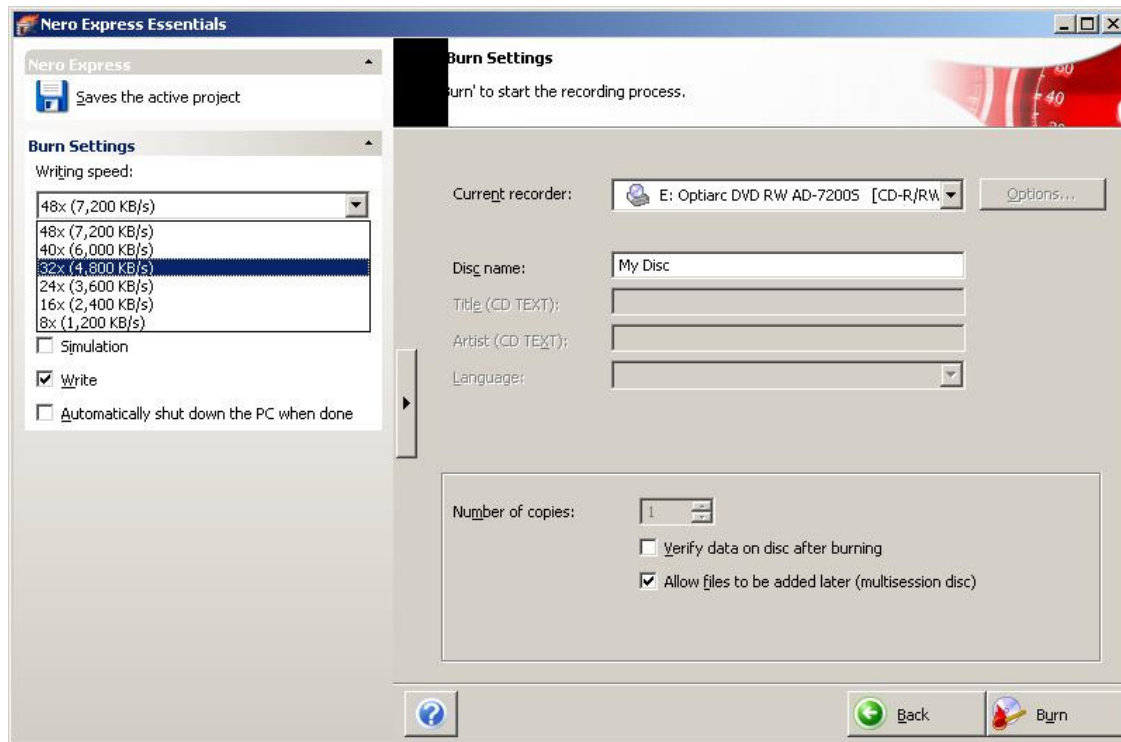 Nero Express Essentials
Nero Express
Saves the active project
Burn Settings
Writing speed:
48x (7,200 KB/s)
48x (7,200 KB/s)
40x (6,000 KB/s)
32x (4,800 KB/s)
24x (3,600 KB/s)
16x (2,400 KB/s)
8x (1,200 KB/s)
Simulation
Write
Automatically shut down the PC when done
Burn Settings
Burn' to start the recording process.
60
40
Current recorder:
E: Optiarc DVD RW AD-7200S [CD-R/RW
Options...
Disc name:
My Disc
Title (CD TEXT):
Artist (CD TEXT):
Language:
Number of copies:
1
Verify data on disc after burning
Allow files to be added later (multisession disc)
Back
Burn